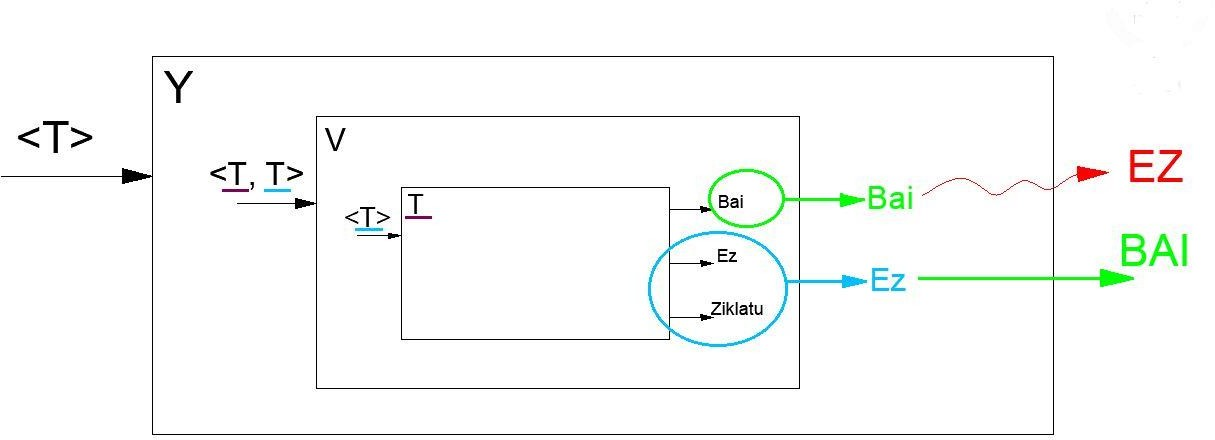 Y
<T>
<T, T>
V
<T>
T
Bai
Ez
Ziklatu
Bai
Ez
EZ
BAI